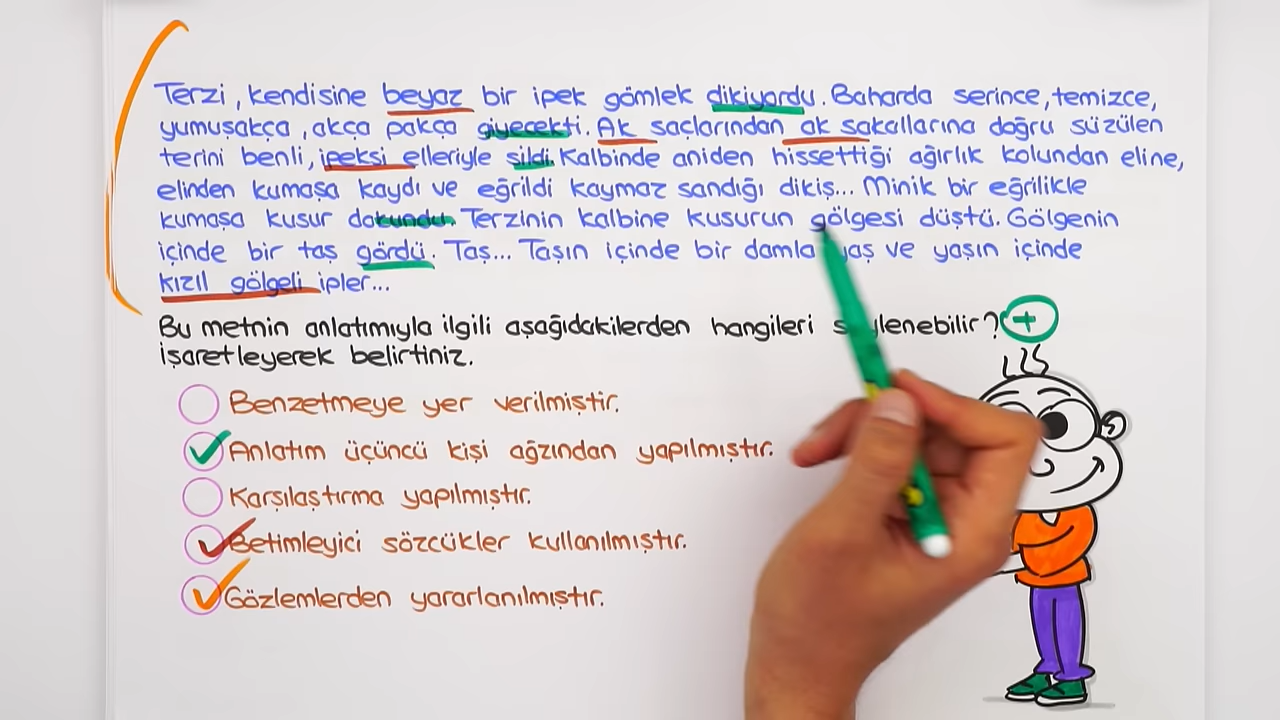 Terzi, kendisine beyaz bir ipek gömlek dikiyordu. Baharda serince, temizce,
yumuşakça, akça pakça giyecekti. Ak saçlarından ak sakallarına doğru süzülen
terini benli, ipeksi elleriyle sildi. Kalbinde aniden hissettiği ağırlık kolundan eline,
elinden kumaşa kaydı ve eğrildi kaymaz sandığı dikiş... Minik bir eğrilikle
kumaşa kusur dokundu. Terzinin kalbine kusurun gölgesi düştü. Gölgenin
içinde bir taş gördü. Taş... Taşın içinde bir damla yaş ve yaşın içinde
kızıl gölgeli ipler...
Bu metnin anlatımıyla ilgili aşağıdakilerden hangileri söylenebilir? +
İşaretleyerek belirtiniz.
Benzetmeye yer verilmiştir.
Anlatım üçüncü kişi ağzından yapılmıştır.
Karşılaştırma yapılmıştır.
Betimleyici sözcükler kullanılmıştır.
Gözlemlerden yararlanılmıştır.